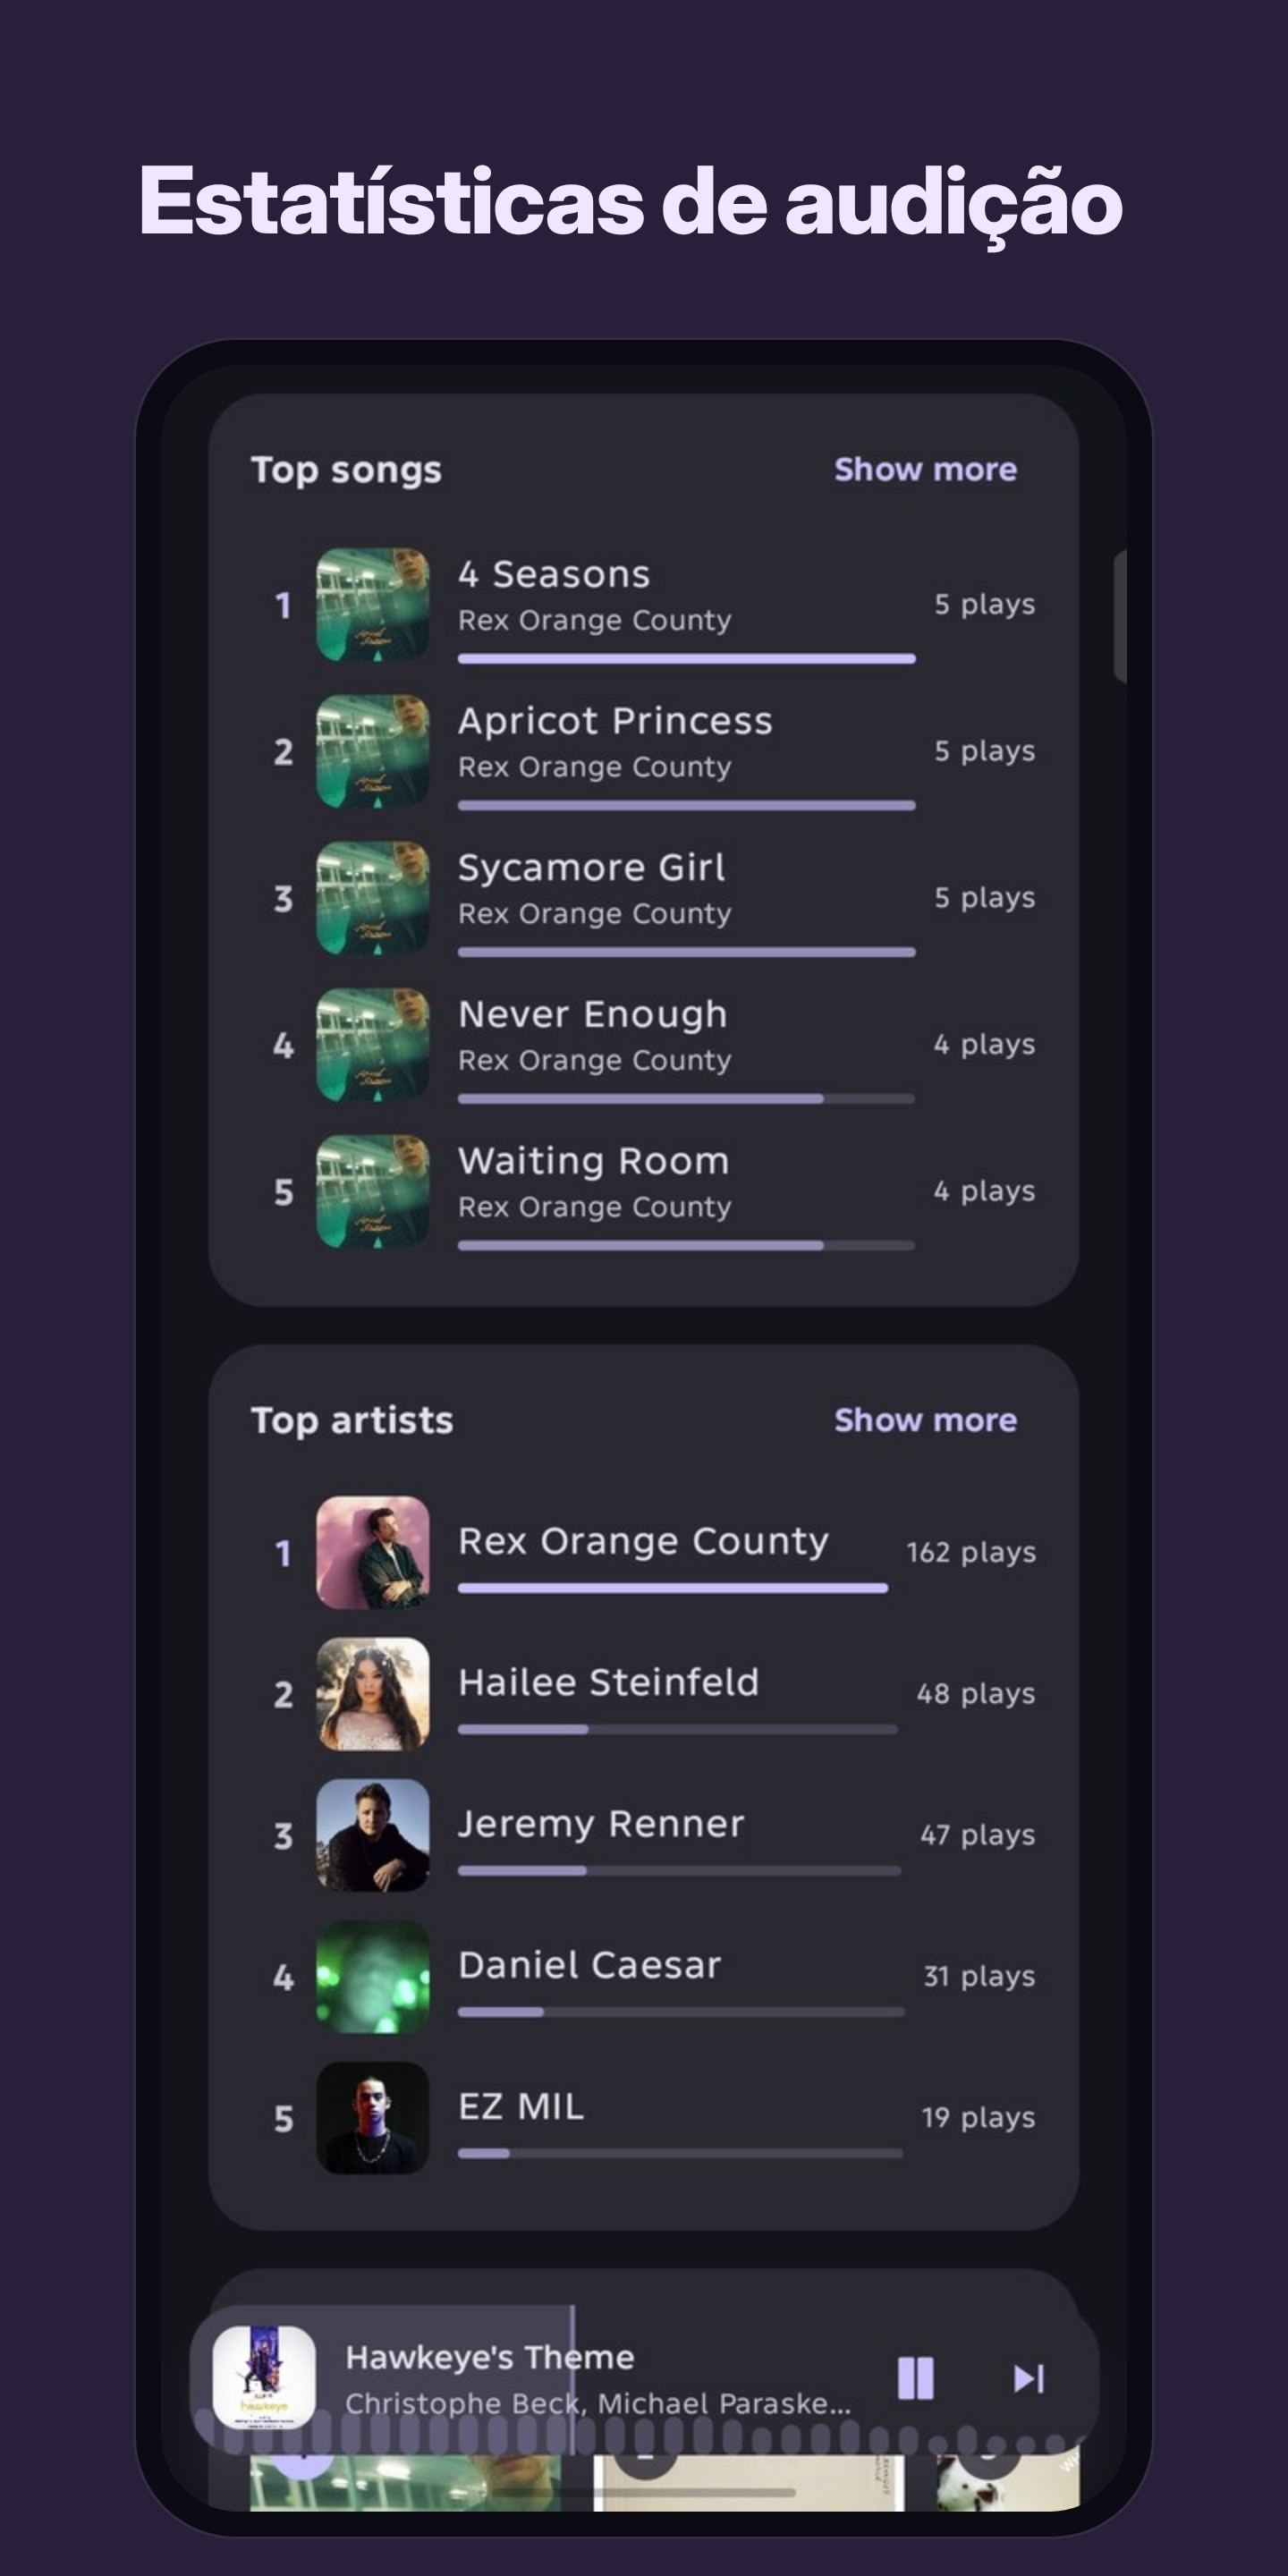 Estatísticas de audição
Top songs
Show more
1
4 Seasons
Rex Orange County
5 plays
2
Apricot Princess
Rex Orange County
5 plays
3
Sycamore Girl
Rex Orange County
5 plays
4
Never Enough
Rex Orange County
4 plays
5
Waiting Room
Rex Orange County
4 plays
Top artists
Show more
1
Rex Orange County
162 plays
2
Hailee Steinfeld
48 plays
3
Jeremy Renner
47 plays
4
Daniel Caesar
31 plays
5
EZ MIL
19 plays
Hawkeye's Theme
Christophe Beck, Michael Paraske...